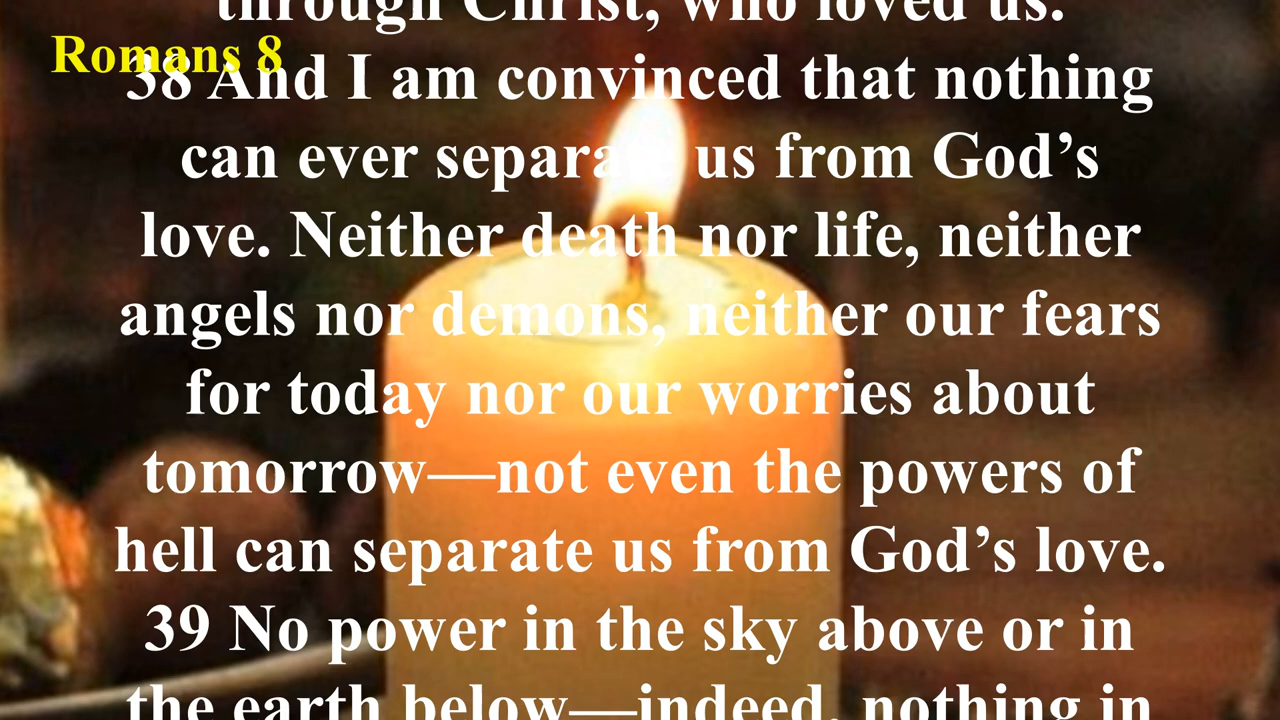 through Christ, who loved us.
Romans 8
38 And I am convinced that nothing
can ever separate us from God’s
love. Neither death nor life, neither
angels nor demons, neither our fears
for today nor our worries about
tomorrow—not even the powers of
hell can separate us from God’s love.
39 No power in the sky above or in
the earth below—indeed, nothing in